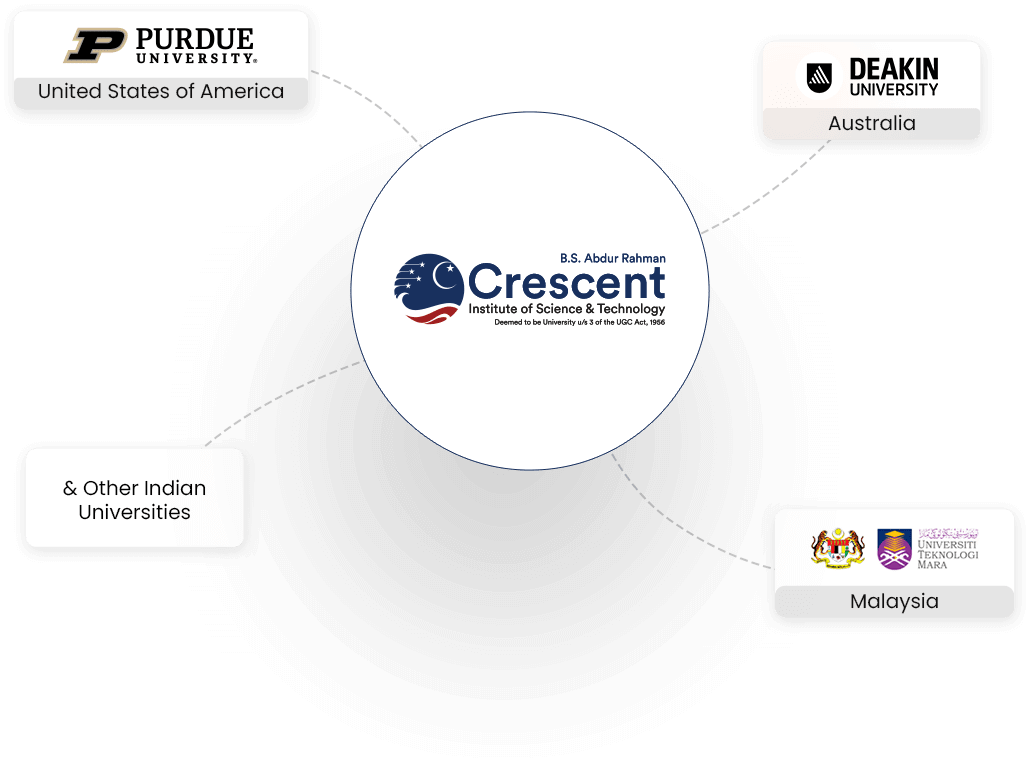 PURDUE
UNIVERSITY®
United States of America
DEAKIN
UNIVERSITY
Australia
B.S. Abdur Rahman
Crescent
Institute of Science & Technology
Deemed to be University u/s 3 of the UGC Act, 1956
& Other Indian
Universities
UNIVERSITI
TEKNOLOGI
MARA
Malaysia